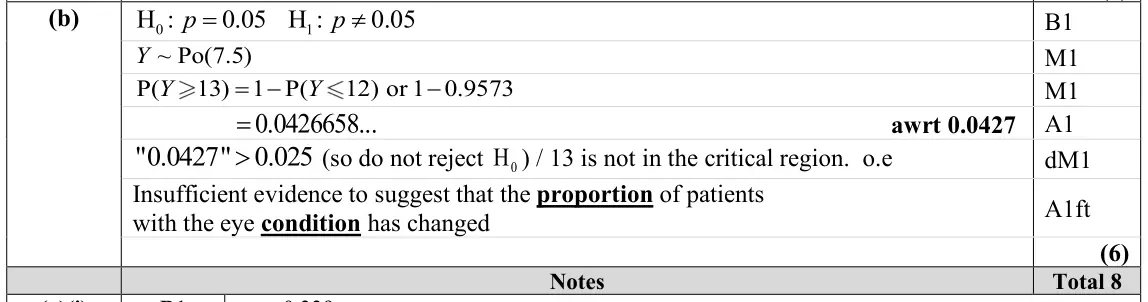 (b) H₀ : p = 0.05 H₁ : p ≠ 0.05 B1
Y ~ Po(7.5) M1
P(Y ⩾ 13) = 1 − P(Y ⩽ 12) or 1 − 0.9573 M1
= 0.0426658... awrt 0.0427 A1
"0.0427" > 0.025 (so do not reject H₀) / 13 is not in the critical region. o.e dM1
Insufficient evidence to suggest that the proportion of patients
with the eye condition has changed A1ft
(6)
Notes Total 8